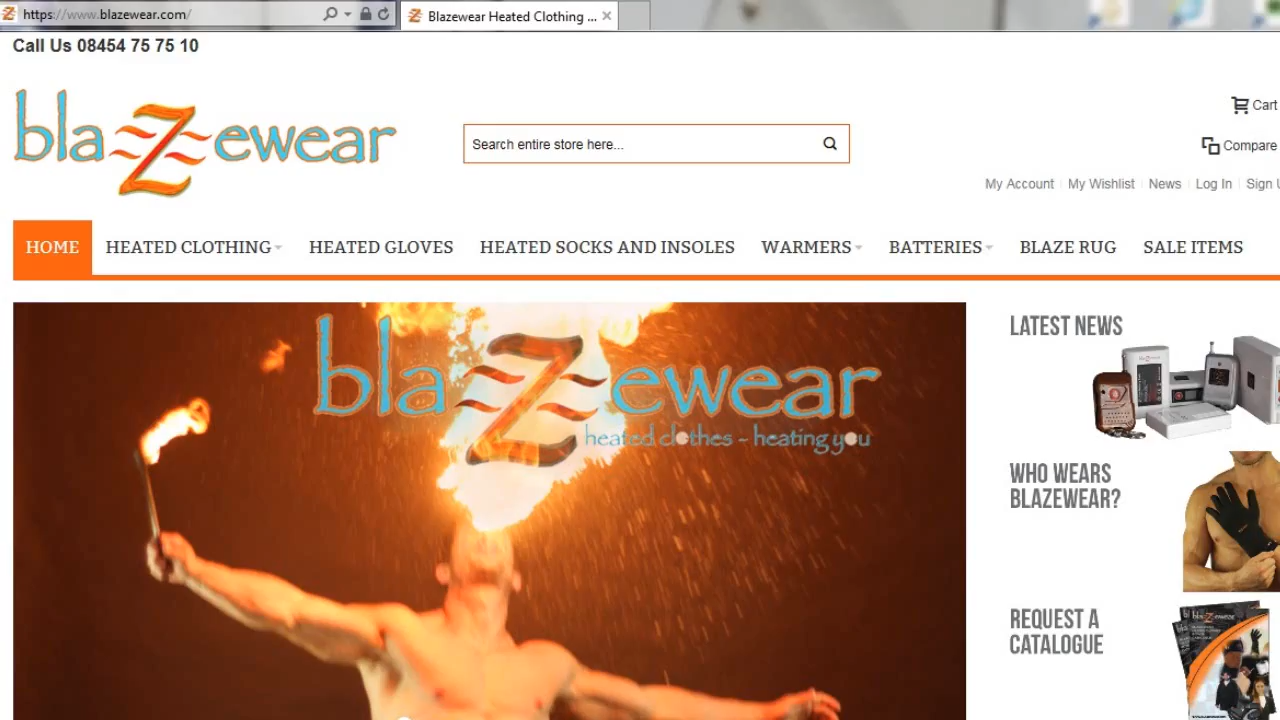 https://www.blazewear.com/
Blazewear Heated Clothing ...
Call Us 08454 75 75 10
blaZewear
Search entire store here...
Cart
Compare
My Account
My Wishlist
News
Log In
Sign
HOME
HEATED CLOTHING
HEATED GLOVES
HEATED SOCKS AND INSOLES
WARMERS
BATTERIES
BLAZE RUG
SALE ITEMS
blaZewear
heated clothes - heating you
LATEST NEWS
WHO WEARS
BLAZEWEAR?
REQUEST A
CATALOGUE
blaZewear